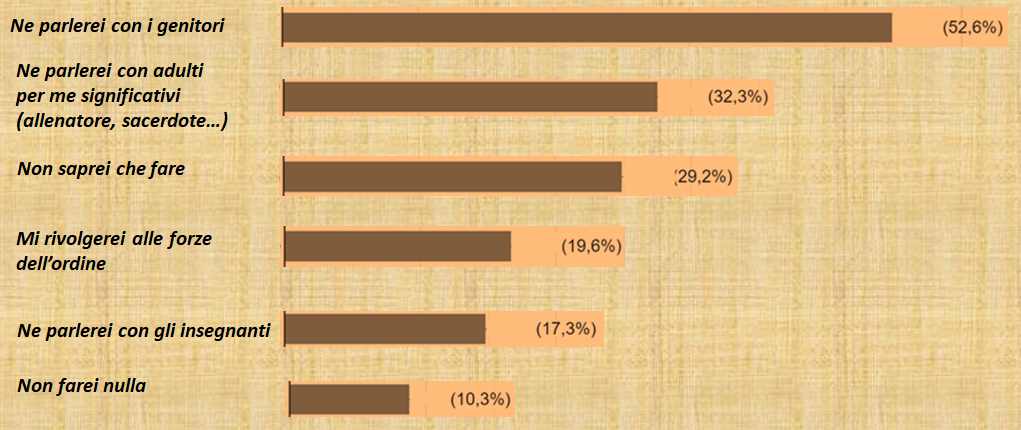 Ne parlerei con i genitori
(52,6%)
Ne parlerei con adulti
per me significativi
(allenatore, sacerdote...)
(32,3%)
Non saprei che fare
(29,2%)
Mi rivolgerei alle forze
dell'ordine
(19,6%)
Ne parlerei con gli insegnanti
(17,3%)
Non farei nulla
(10,3%)